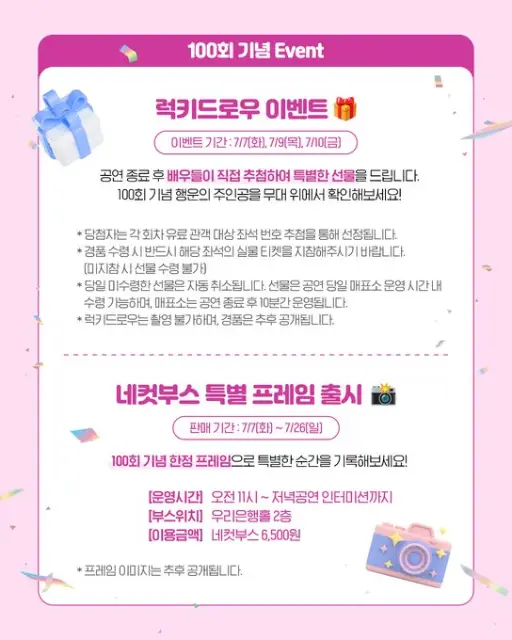 100회 기념 Event
럭키드로우 이벤트
이벤트 기간 : 7/7(화), 7/9(목), 7/10(금)
공연 종료 후 배우들이 직접 추첨하여 특별한 선물을 드립니다.
100회 기념 행운의 주인공을 무대 위에서 확인해보세요!
* 당첨자는 각 회차 유료 관객 대상 좌석 번호 추첨을 통해 선정됩니다.
* 경품 수령 시 반드시 해당 좌석의 실물 티켓을 지참해주시기 바랍니다.
(미지참 시 선물 수령 불가)
* 당일 미수령한 선물은 자동 취소됩니다. 선물은 공연 당일 매표소 운영 시간 내
수령 가능하며, 매표소는 공연 종료 후 10분간 운영됩니다.
* 럭키드로우는 촬영 불가하며, 경품은 추후 공개됩니다.
네컷부스 특별 프레임 출시
판매 기간 : 7/7(화) ~ 7/26(일)
100회 기념 한정 프레임으로 특별한 순간을 기록해보세요!
[운영시간] 오전 11시 ~ 저녁공연 인터미션까지
[부스위치] 우리은행홀 2층
[이용금액] 네컷부스 6,500원
* 프레임 이미지는 추후 공개됩니다.